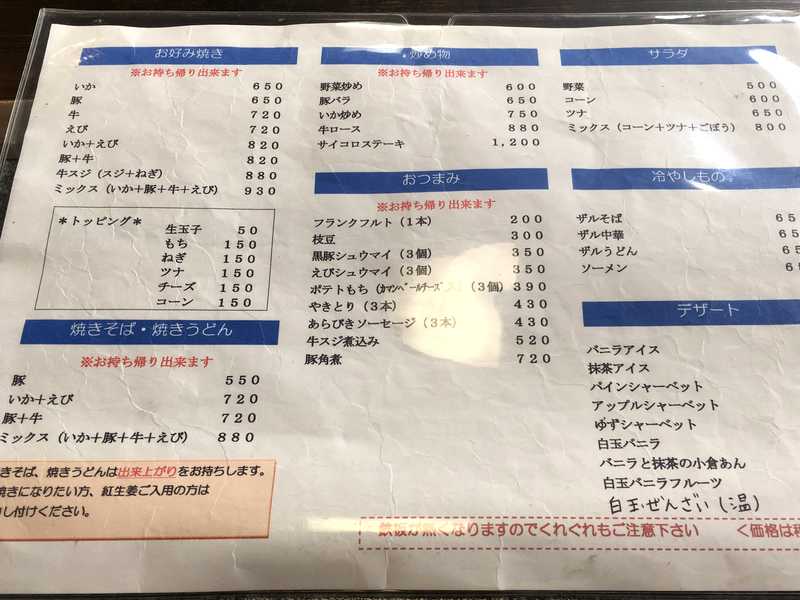 お好み焼き
※お持ち帰り出来ます
いか 650
豚 650
牛 720
えび 720
いか+えび 820
豚+牛 820
牛スジ(スジ+ねぎ) 880
ミックス(いか+豚+牛+えび) 930
*トッピング*
生玉子 50
もち 150
ねぎ 150
ツナ 150
チーズ 150
コーン 150
焼きそば・焼きうどん
※お持ち帰り出来ます
豚 550
いか+えび 720
豚+牛 720
ミックス(いか+豚+牛+えび) 880
きそば、焼きうどんは出来上がりをお持ちします。
焼きになりたい方、紅生姜ご入用の方は
し付けください。
炒め物
※お持ち帰り出来ます
野菜炒め 600
豚バラ 650
いか炒め 750
牛ロース 880
サイコロステーキ 1,200
おつまみ
※お持ち帰り出来ます
フランクフルト(1本) 200
枝豆 300
黒豚シュウマイ(3個) 350
えびシュウマイ(3個) 350
ポテトもち(カマンベールチーズ(3個) 390
やきとり(3本) 430
あらびきソーセージ(3本) 430
牛スジ煮込み 520
豚角煮 720
サラダ
野菜 500
コーン 600
ツナ 650
ミックス(コーン+ツナ+ごぼう) 800
冷やしもの
ザルそば 65
ザル中華 65
ザルうどん 65
ソーメン 6
デザート
バニラアイス
抹茶アイス
パインシャーベット
アップルシャーベット
ゆずシャーベット
白玉バニラ
バニラと抹茶の小倉あん
白玉バニラフルーツ
白玉ぜんざい(温)
鉄板が熱くなりますのでくれぐれもご注意下さい <価格は税